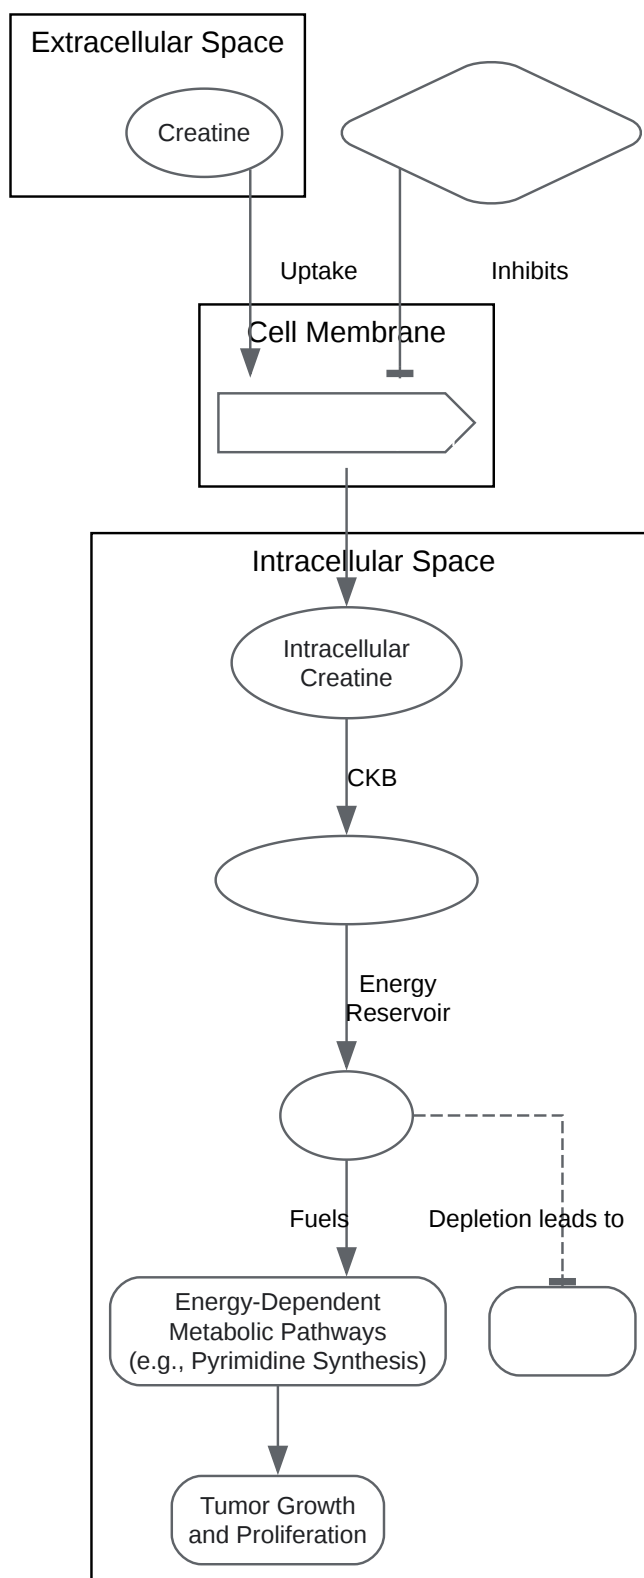 Extracellular Space
Creatine
Uptake
Inhibits
Cell Membrane
Intracellular Space
Intracellular
Creatine
CKB
Energy
Reservoir
Fuels
Depletion leads to
Energy-Dependent
Metabolic Pathways
(e.g., Pyrimidine Synthesis)
Tumor Growth
and Proliferation